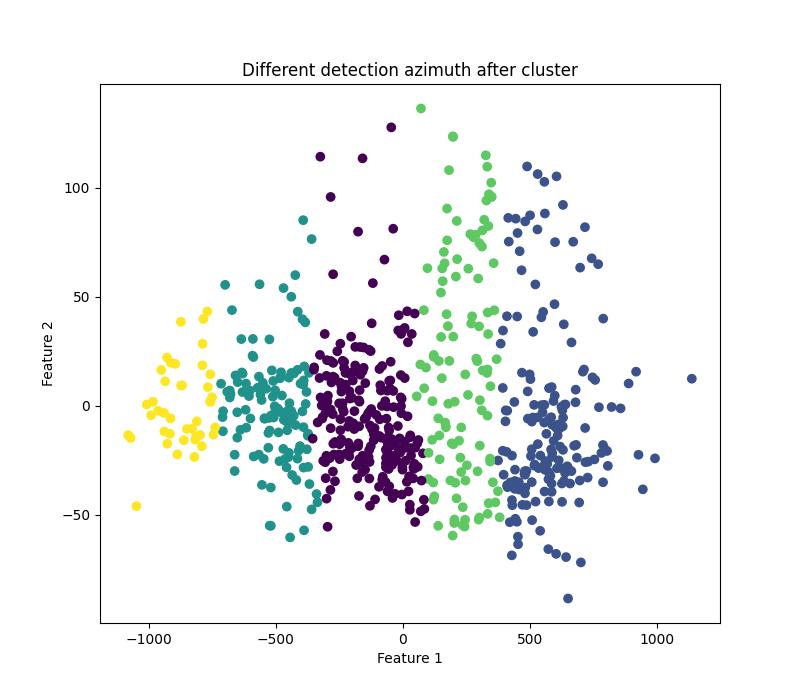 Different detection azimuth after cluster
100
50
0
−50
Feature 2
−1000 −500 0 500 1000
Feature 1